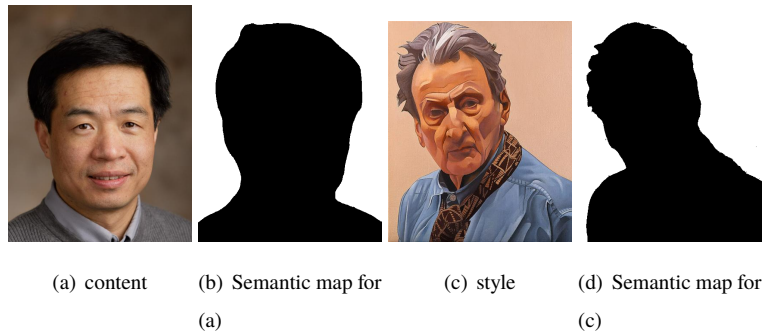 (a) content
(b) Semantic map for
(a)
(c) style
(d) Semantic map for
(c)